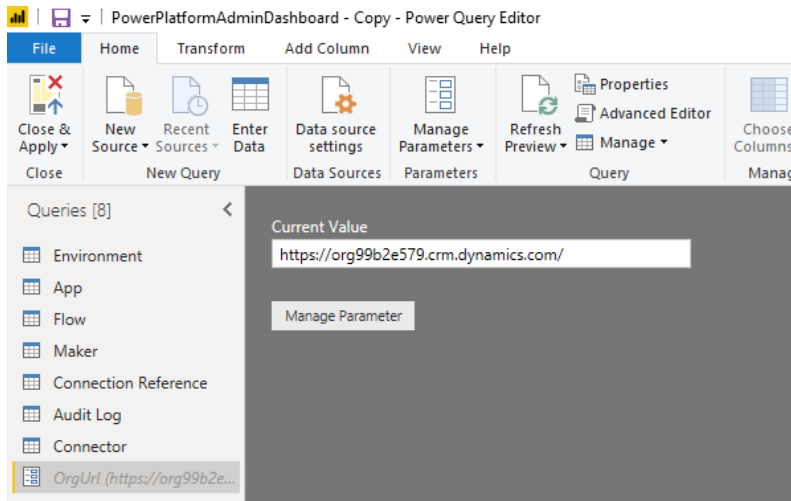 PowerPlatformAdminDashboard - Copy - Power Query Editor
File Home Transform Add Column View Help
Close & Apply
New Source
Recent Sources
Enter Data
Data source settings
Manage Parameters
Refresh Preview
Properties
Advanced Editor
Manage
Choose Columns
Close New Query Data Sources Parameters Query Manag
Queries [8]
Current Value
https://org99b2e579.crm.dynamics.com/
Manage Parameter
Environment
App
Flow
Maker
Connection Reference
Audit Log
Connector
OrgUrl (https://org99b2e...